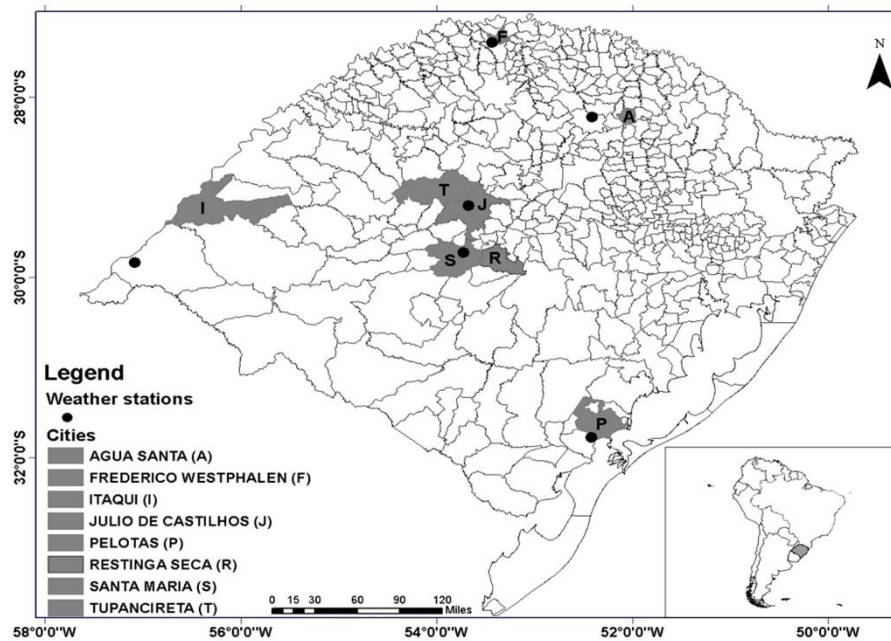 N
28°0'0"S
30°0'0"S
32°0'0"S
F
A
T
J
I
S
R
P
Legend
Weather stations
Cities
AGUA SANTA (A)
FREDERICO WESTPHALEN (F)
ITAQUI (I)
JULIO DE CASTILHOS (J)
PELOTAS (P)
RESTINGA SECA (R)
SANTA MARIA (S)
TUPANCIRETA (T)
0 15 30 60 90 120
Miles
58°0'0"W 56°0'0"W 54°0'0"W 52°0'0"W 50°0'0"W